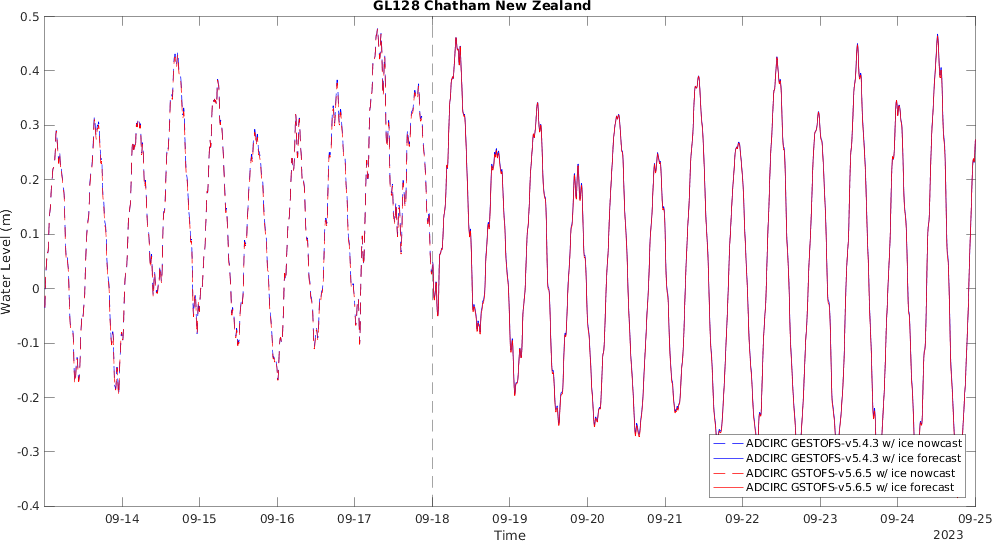 GL128 Chatham New Zealand
0.5
0.4
0.3
0.2
0.1
0
-0.1
-0.2
-0.3
-0.4
Water Level (m)
ADCIRC GESTOFS-v5.4.3 w/ ice nowcast
ADCIRC GESTOFS-v5.4.3 w/ ice forecast
ADCIRC GSTOFS-v5.6.5 w/ ice nowcast
ADCIRC GSTOFS-v5.6.5 w/ ice forecast
09-14 09-15 09-16 09-17 09-18 09-19 09-20 09-21 09-22 09-23 09-24 09-25
Time
2023